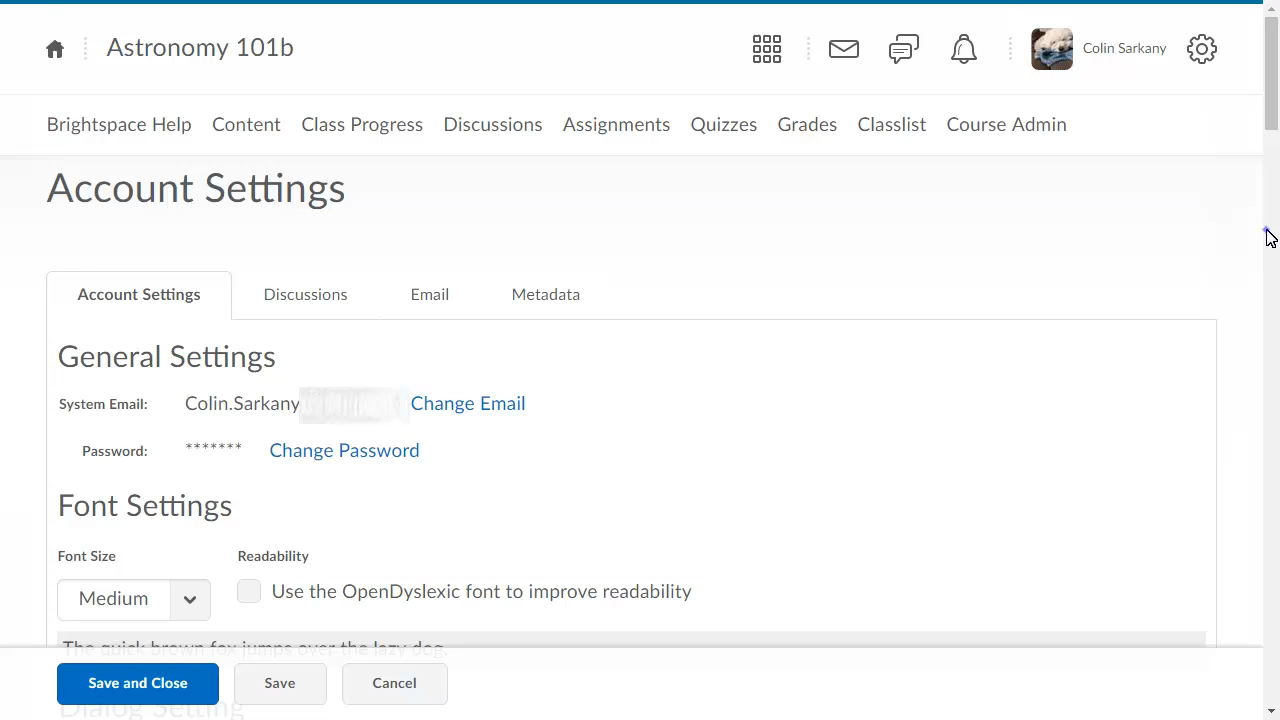 Astronomy 101b
Colin Sarkany
Brightspace Help Content Class Progress Discussions Assignments Quizzes Grades Classlist Course Admin
Account Settings
Account Settings Discussions Email Metadata
General Settings
System Email: Colin.Sarkany Change Email
Password: ******* Change Password
Font Settings
Font Size Readability
Medium Use the OpenDyslexic font to improve readability
The quick brown fox jumps over the lazy dog.
Save and Close Save Cancel
Dialog Setting